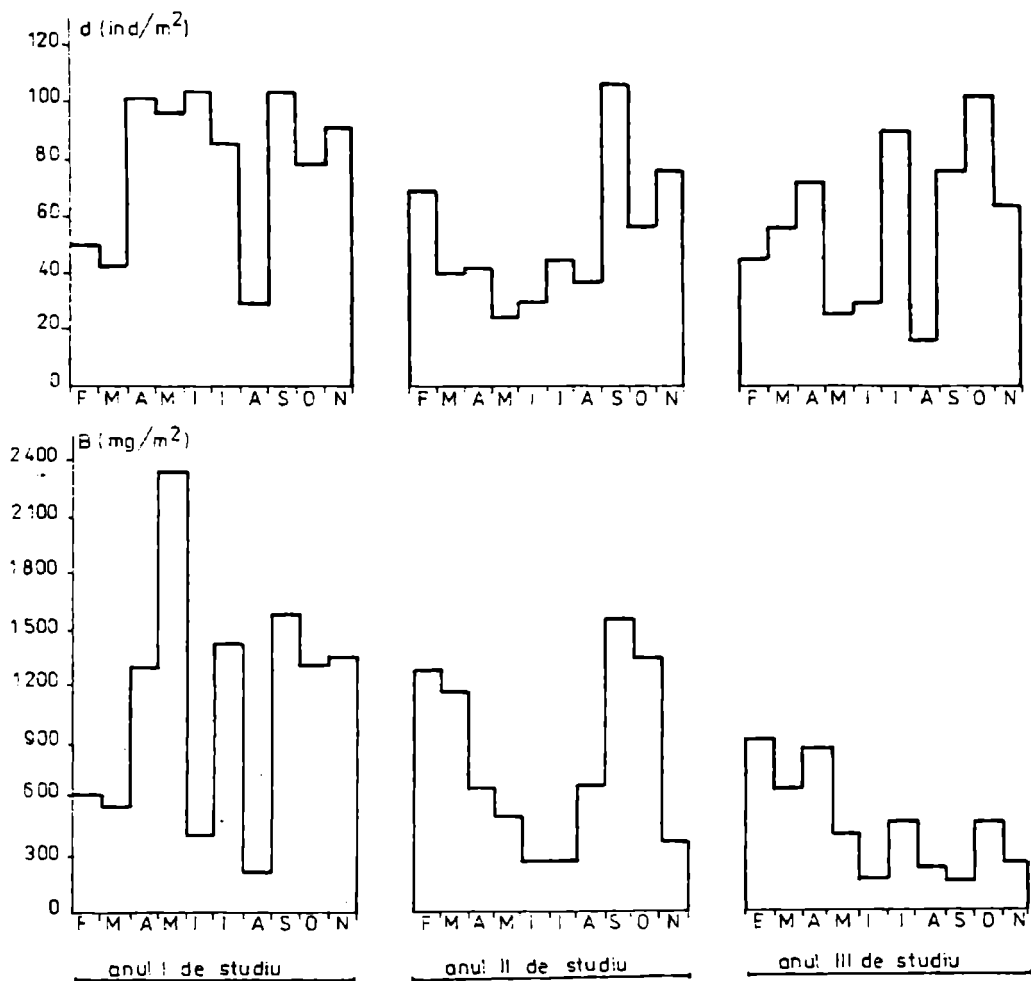 d (ind/m²)
120
100
80
60
40
20
0
F M A M I I A S O N
F M A M I I A S O N
F M A M I I A S O N
B (mg/m²)
2400
2100
1800
1500
1200
900
600
300
0
F M A M I I A S O N
F M A M I I A S O N
E M A M I I A S O N
anul I de studiu
anul II de studiu
anul III de studiu